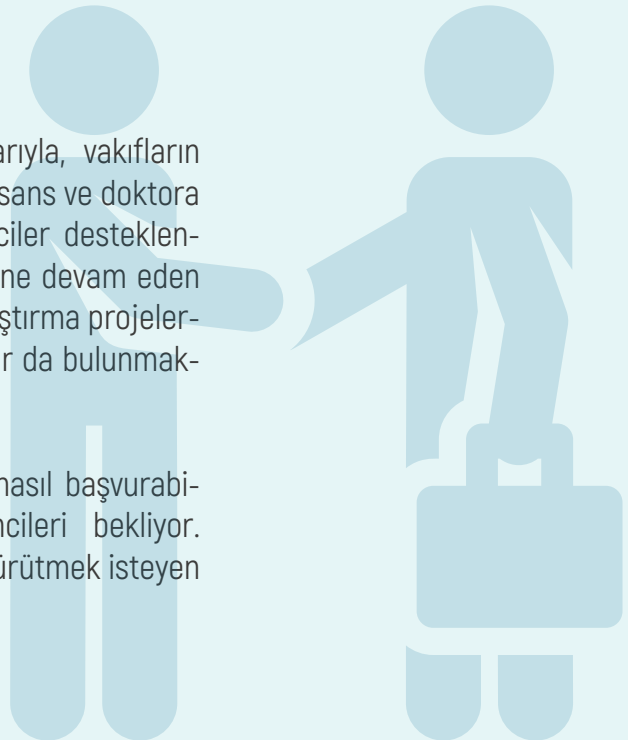 arıyla, vakıfların
sans ve doktora
ciler desteklen-
ne devam eden
ştırma projeler-
r da bulunmak-
nasıl başvurabi-
ncileri bekliyor.
ürütmek isteyen